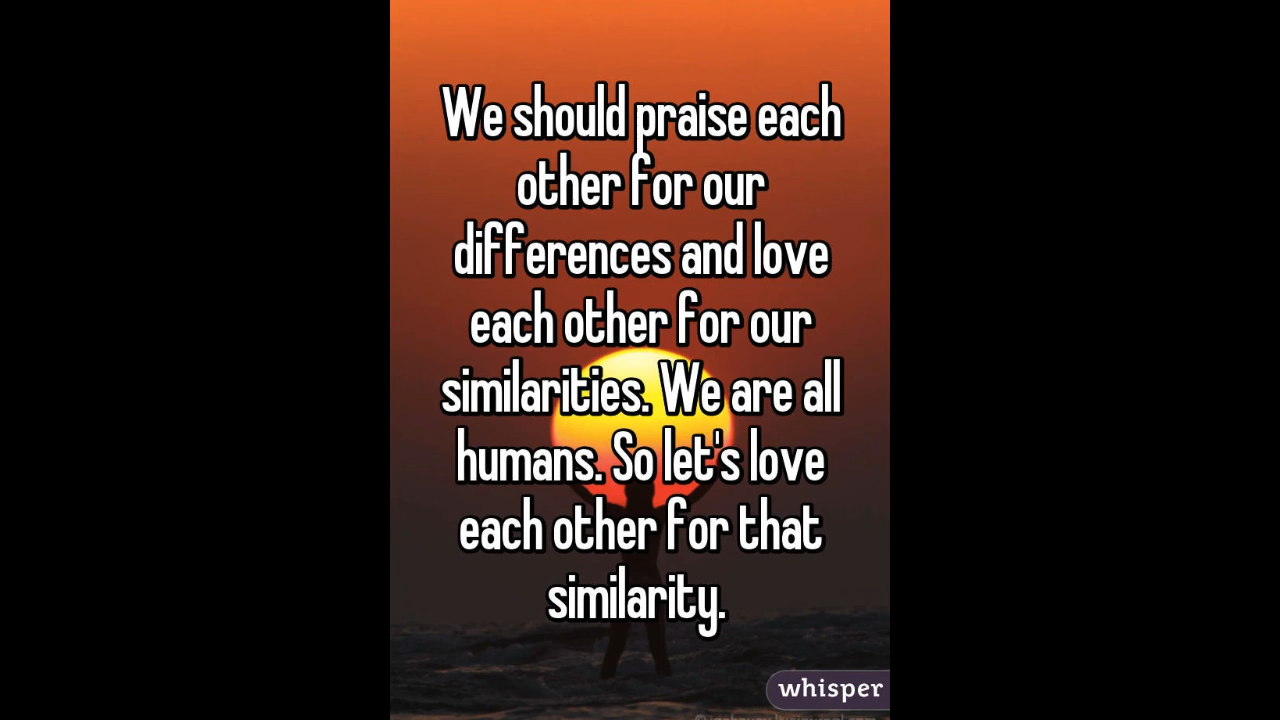 We should praise each
other for our
differences and love
each other for our
similarities. We are all
humans. So let's love
each other for that
similarity.
whisper